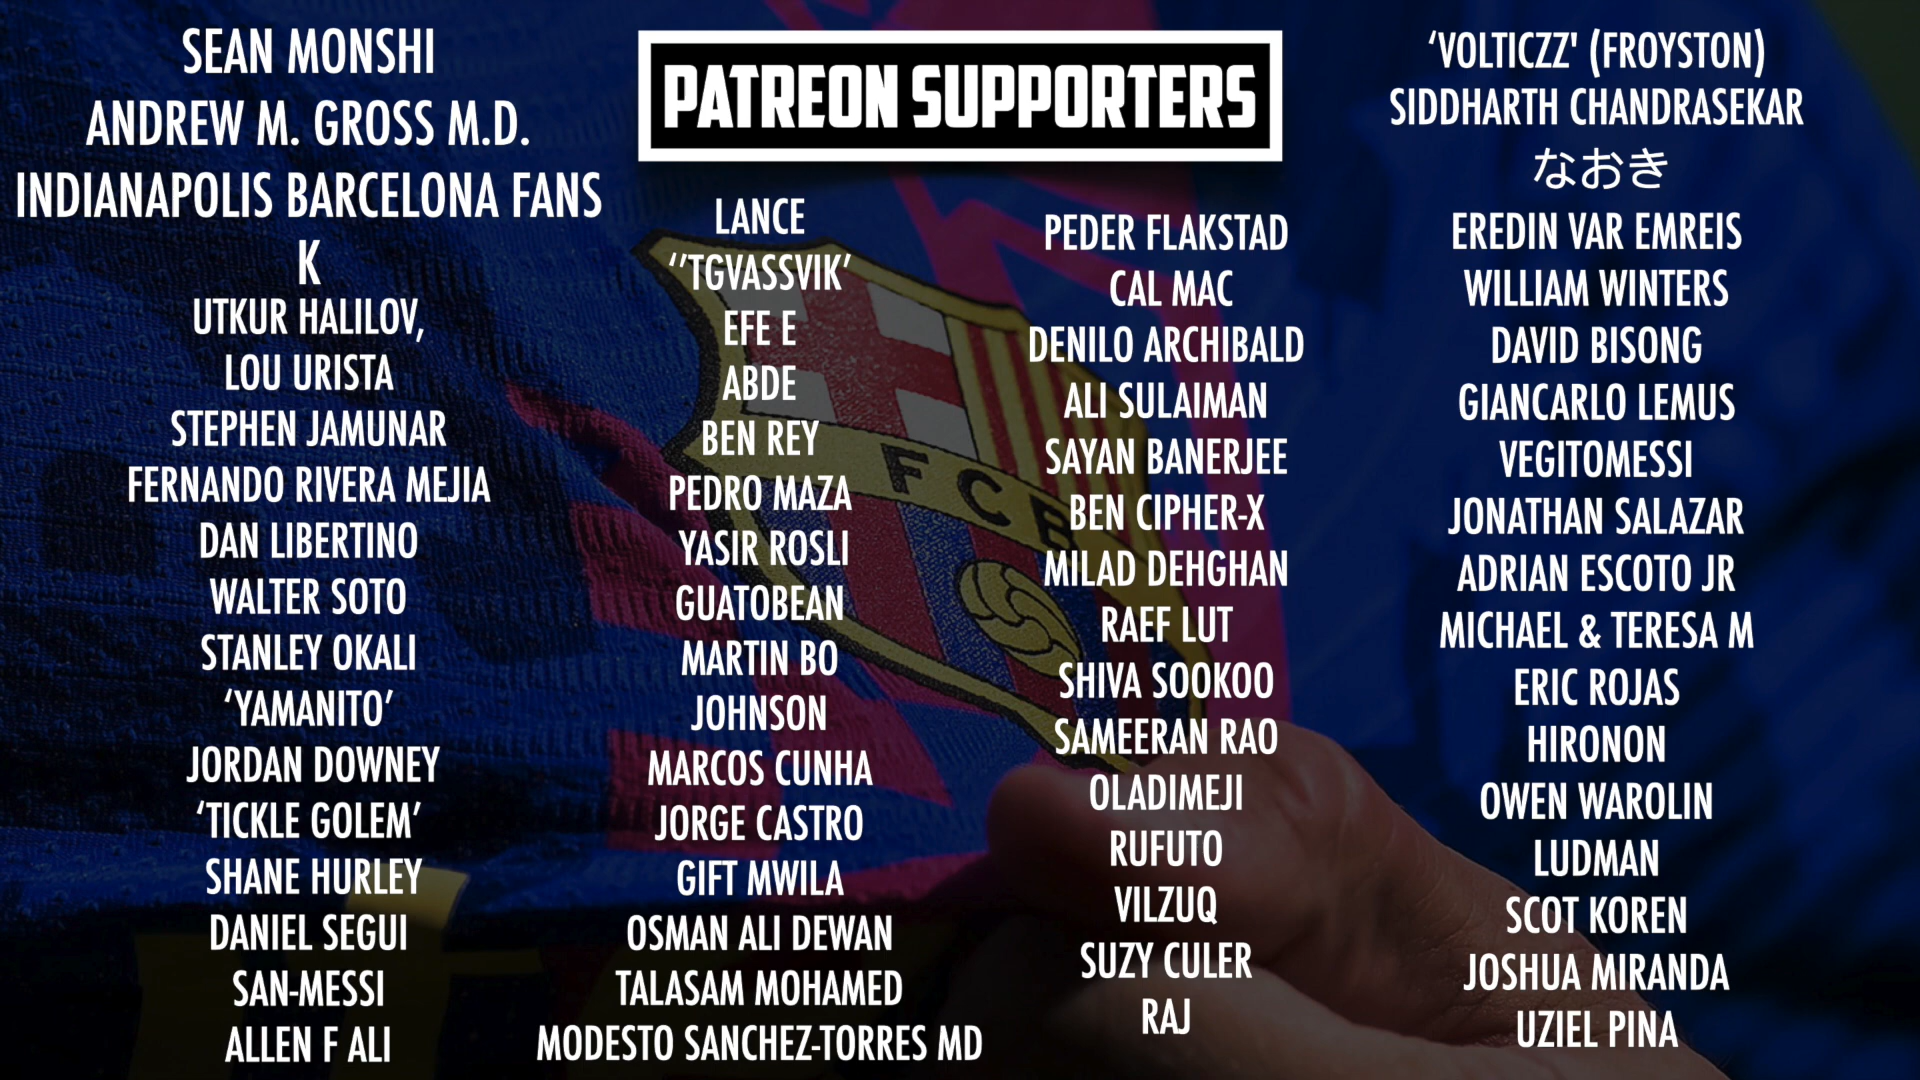 SEAN MONSHI
ANDREW M. GROSS M.D.
INDIANAPOLIS BARCELONA FANS
K
UTKUR HALILOV,
LOU URISTA
STEPHEN JAMUNAR
FERNANDO RIVERA MEJIA
DAN LIBERTINO
WALTER SOTO
STANLEY OKALI
‘YAMANITO’
JORDAN DOWNEY
‘TICKLE GOLEM’
SHANE HURLEY
DANIEL SEGUI
SAN-MESSI
ALLEN F ALI
PATREON SUPPORTERS
LANCE
‘’TGVASSVIK’
EFE E
ABDE
BEN REY
PEDRO MAZA
YASIR ROSLI
GUATOBEAN
MARTIN BO
JOHNSON
MARCOS CUNHA
JORGE CASTRO
GIFT MWILA
OSMAN ALI DEWAN
TALASAM MOHAMED
MODESTO SANCHEZ-TORRES MD
PEDER FLAKSTAD
CAL MAC
DENILO ARCHIBALD
ALI SULAIMAN
SAYAN BANERJEE
BEN CIPHER-X
MILAD DEHGHAN
RAEF LUT
SHIVA SOOKOO
SAMEERAN RAO
OLADIMEJI
RUFUTO
VILZUQ
SUZY CULER
RAJ
‘VOLTICZZ' (FROYSTON)
SIDDHARTH CHANDRASEKAR
なおき
EREDIN VAR EMREIS
WILLIAM WINTERS
DAVID BISONG
GIANCARLO LEMUS
VEGITOMESSI
JONATHAN SALAZAR
ADRIAN ESCOTO JR
MICHAEL & TERESA M
ERIC ROJAS
HIRONON
OWEN WAROLIN
LUDMAN
SCOT KOREN
JOSHUA MIRANDA
UZIEL PINA
FCB